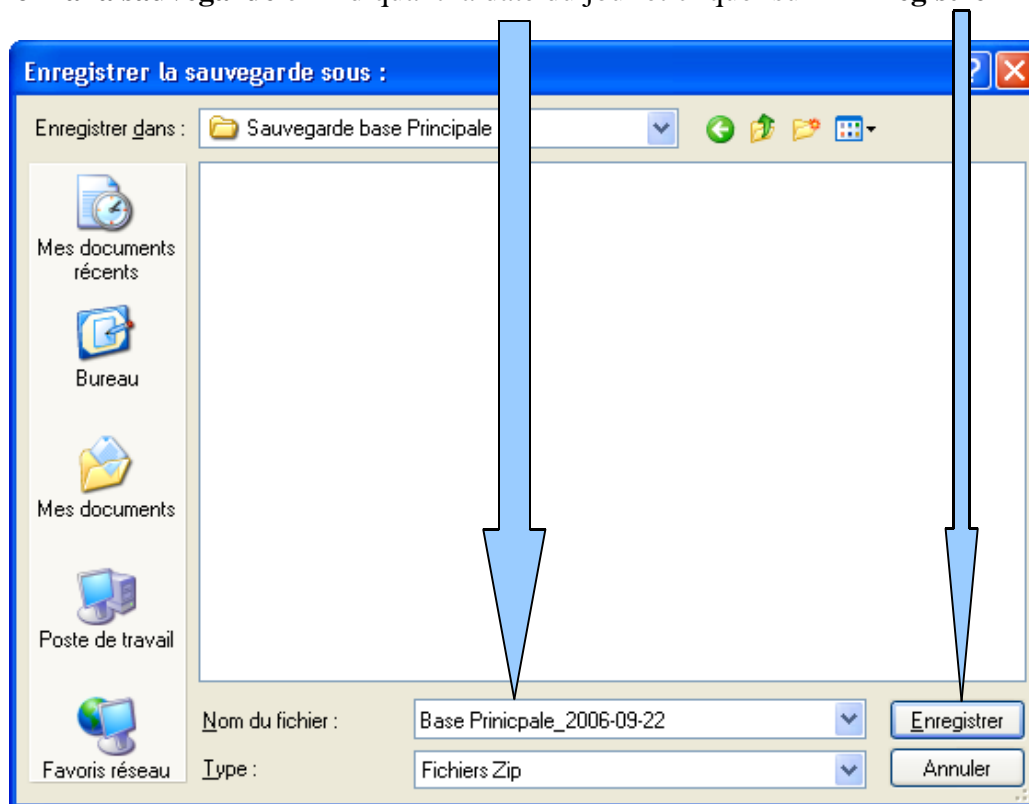 Enregistrer la sauvegarde sous :
Enregistrer dans :
Sauvegarde base Principale
Mes documents
récents
Bureau
Mes documents
Poste de travail
Favoris réseau
Nom du fichier :
Base Prinicpale_2006-09-22
Enregistrer
Type :
Fichiers Zip
Annuler